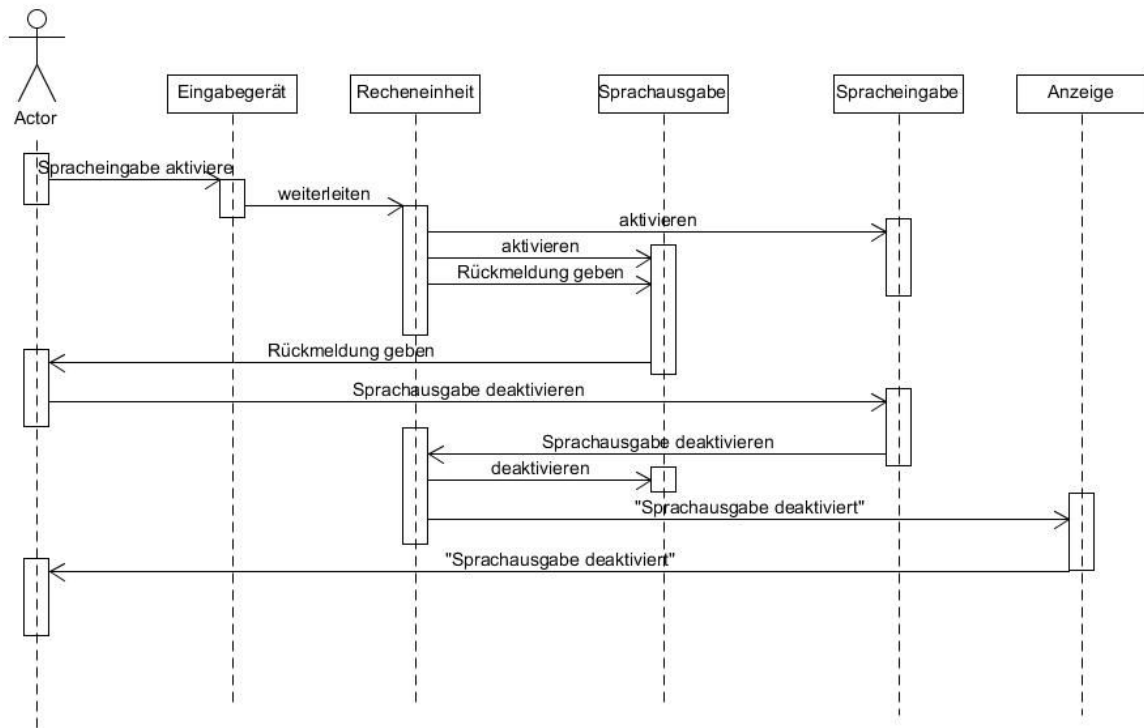 Actor
Eingabegerät
Recheneinheit
Sprachausgabe
Spracheingabe
Anzeige
Spracheingabe aktiviere
weiterleiten
aktivieren
aktivieren
Rückmeldung geben
Rückmeldung geben
Sprachausgabe deaktivieren
Sprachausgabe deaktivieren
deaktivieren
"Sprachausgabe deaktiviert"
"Sprachausgabe deaktiviert"